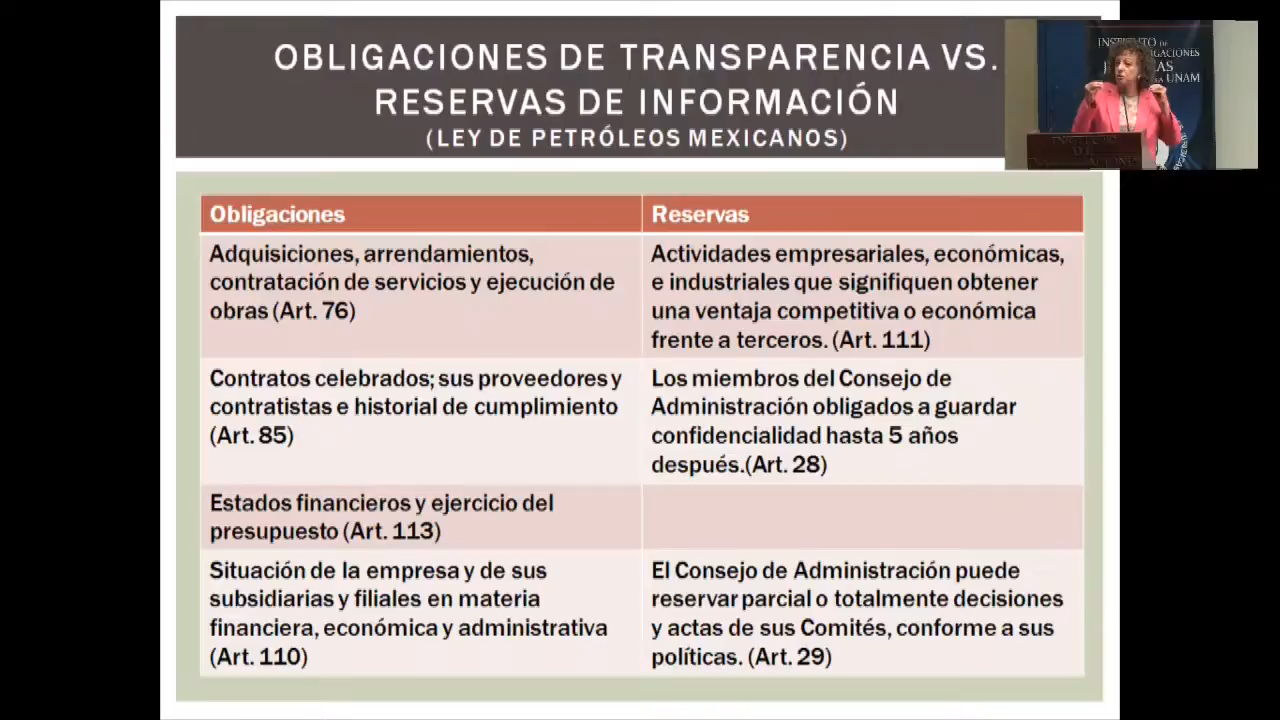 OBLIGACIONES DE TRANSPARENCIA VS.
RESERVAS DE INFORMACIÓN
(LEY DE PETRÓLEOS MEXICANOS)
INSTITUTO DE
LA UNAM
Obligaciones
Reservas
Adquisiciones, arrendamientos,
contratación de servicios y ejecución de
obras (Art. 76)
Actividades empresariales, económicas,
e industriales que signifiquen obtener
una ventaja competitiva o económica
frente a terceros. (Art. 111)
Contratos celebrados; sus proveedores y
contratistas e historial de cumplimiento
(Art. 85)
Los miembros del Consejo de
Administración obligados a guardar
confidencialidad hasta 5 años
después.(Art. 28)
Estados financieros y ejercicio del
presupuesto (Art. 113)
Situación de la empresa y de sus
subsidiarias y filiales en materia
financiera, económica y administrativa
(Art. 110)
El Consejo de Administración puede
reservar parcial o totalmente decisiones
y actas de sus Comités, conforme a sus
políticas. (Art. 29)